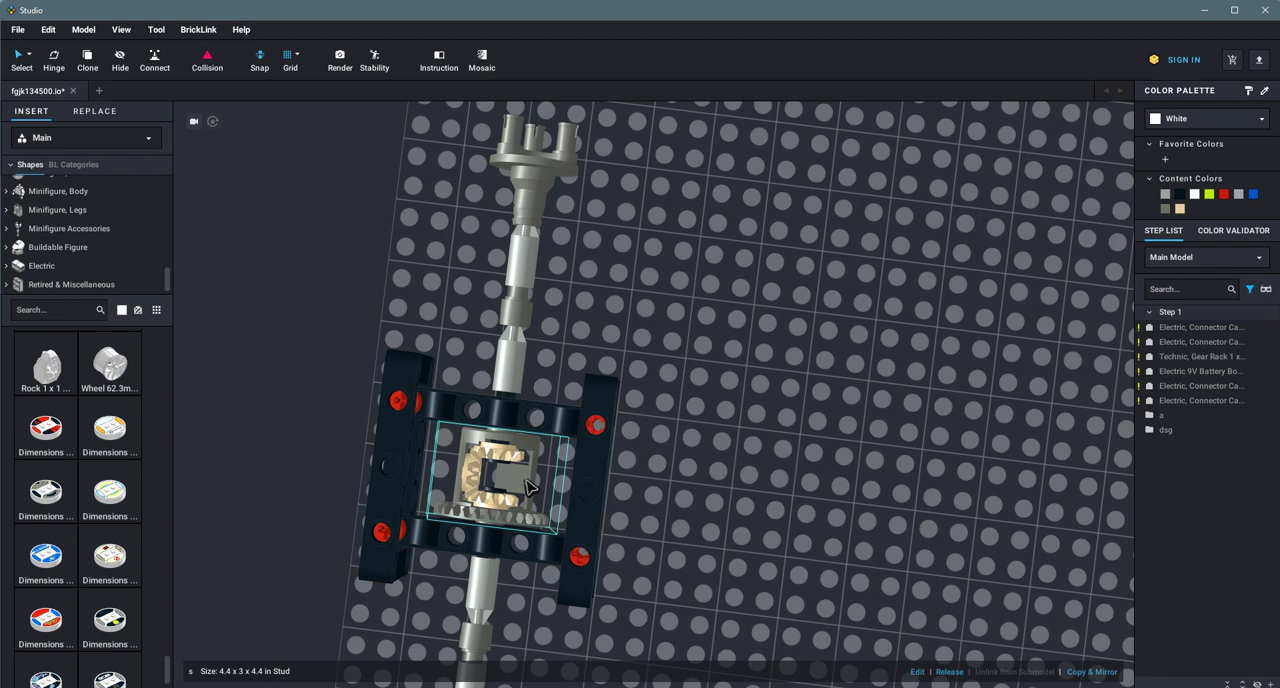 Studio
File Edit Model View Tool BrickLink Help
Select Hinge Clone Hide Connect Collision Snap Grid Render Stability Instruction Mosaic SIGN IN
fgjk134500.io*
COLOR PALETTE
INSERT REPLACE
White
Main
Favorite Colors
Shapes BL Categories
Content Colors
Minifigure, Body
Minifigure, Legs
Minifigure Accessories
STEP LIST COLOR VALIDATOR
Buildable Figure
Main Model
Electric
Retired & Miscellaneous
Search...
Search...
Step 1
Electric, Connector Ca...
Electric, Connector Ca...
Technic, Gear Rack 1 x...
Electric 9V Battery Bo...
Electric, Connector Ca...
Electric, Connector Ca...
a
dsg
Rock 1 x 1 ... Wheel 62.3m...
Dimensions ... Dimensions ...
Dimensions ... Dimensions ...
Dimensions ... Dimensions ...
Dimensions ... Dimensions ...
s Size: 4.4 x 3 x 4.4 in Stud
Edit | Release | Unlink from Submodel | Copy & Mirror